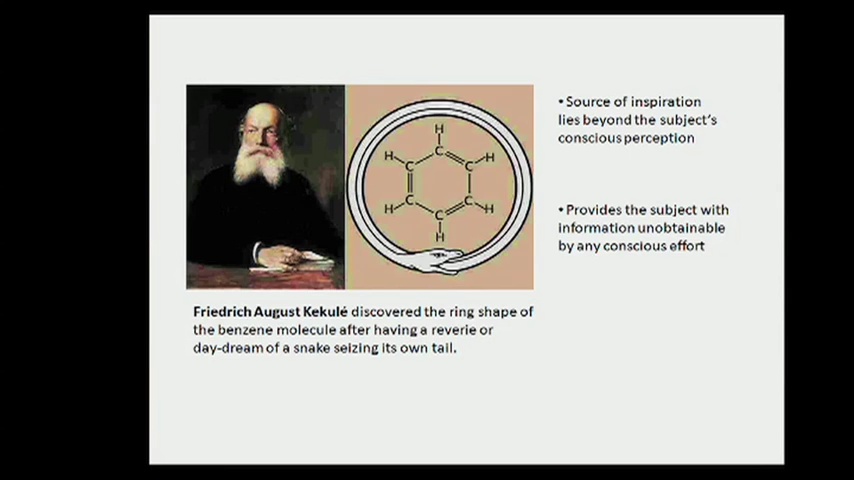 H
H
H
C
C
C
C
C
C
H
H
H
Friedrich August Kekulé discovered the ring shape of
the benzene molecule after having a reverie or
day-dream of a snake seizing its own tail.
• Source of inspiration
lies beyond the subject's
conscious perception
• Provides the subject with
information unobtainable
by any conscious effort